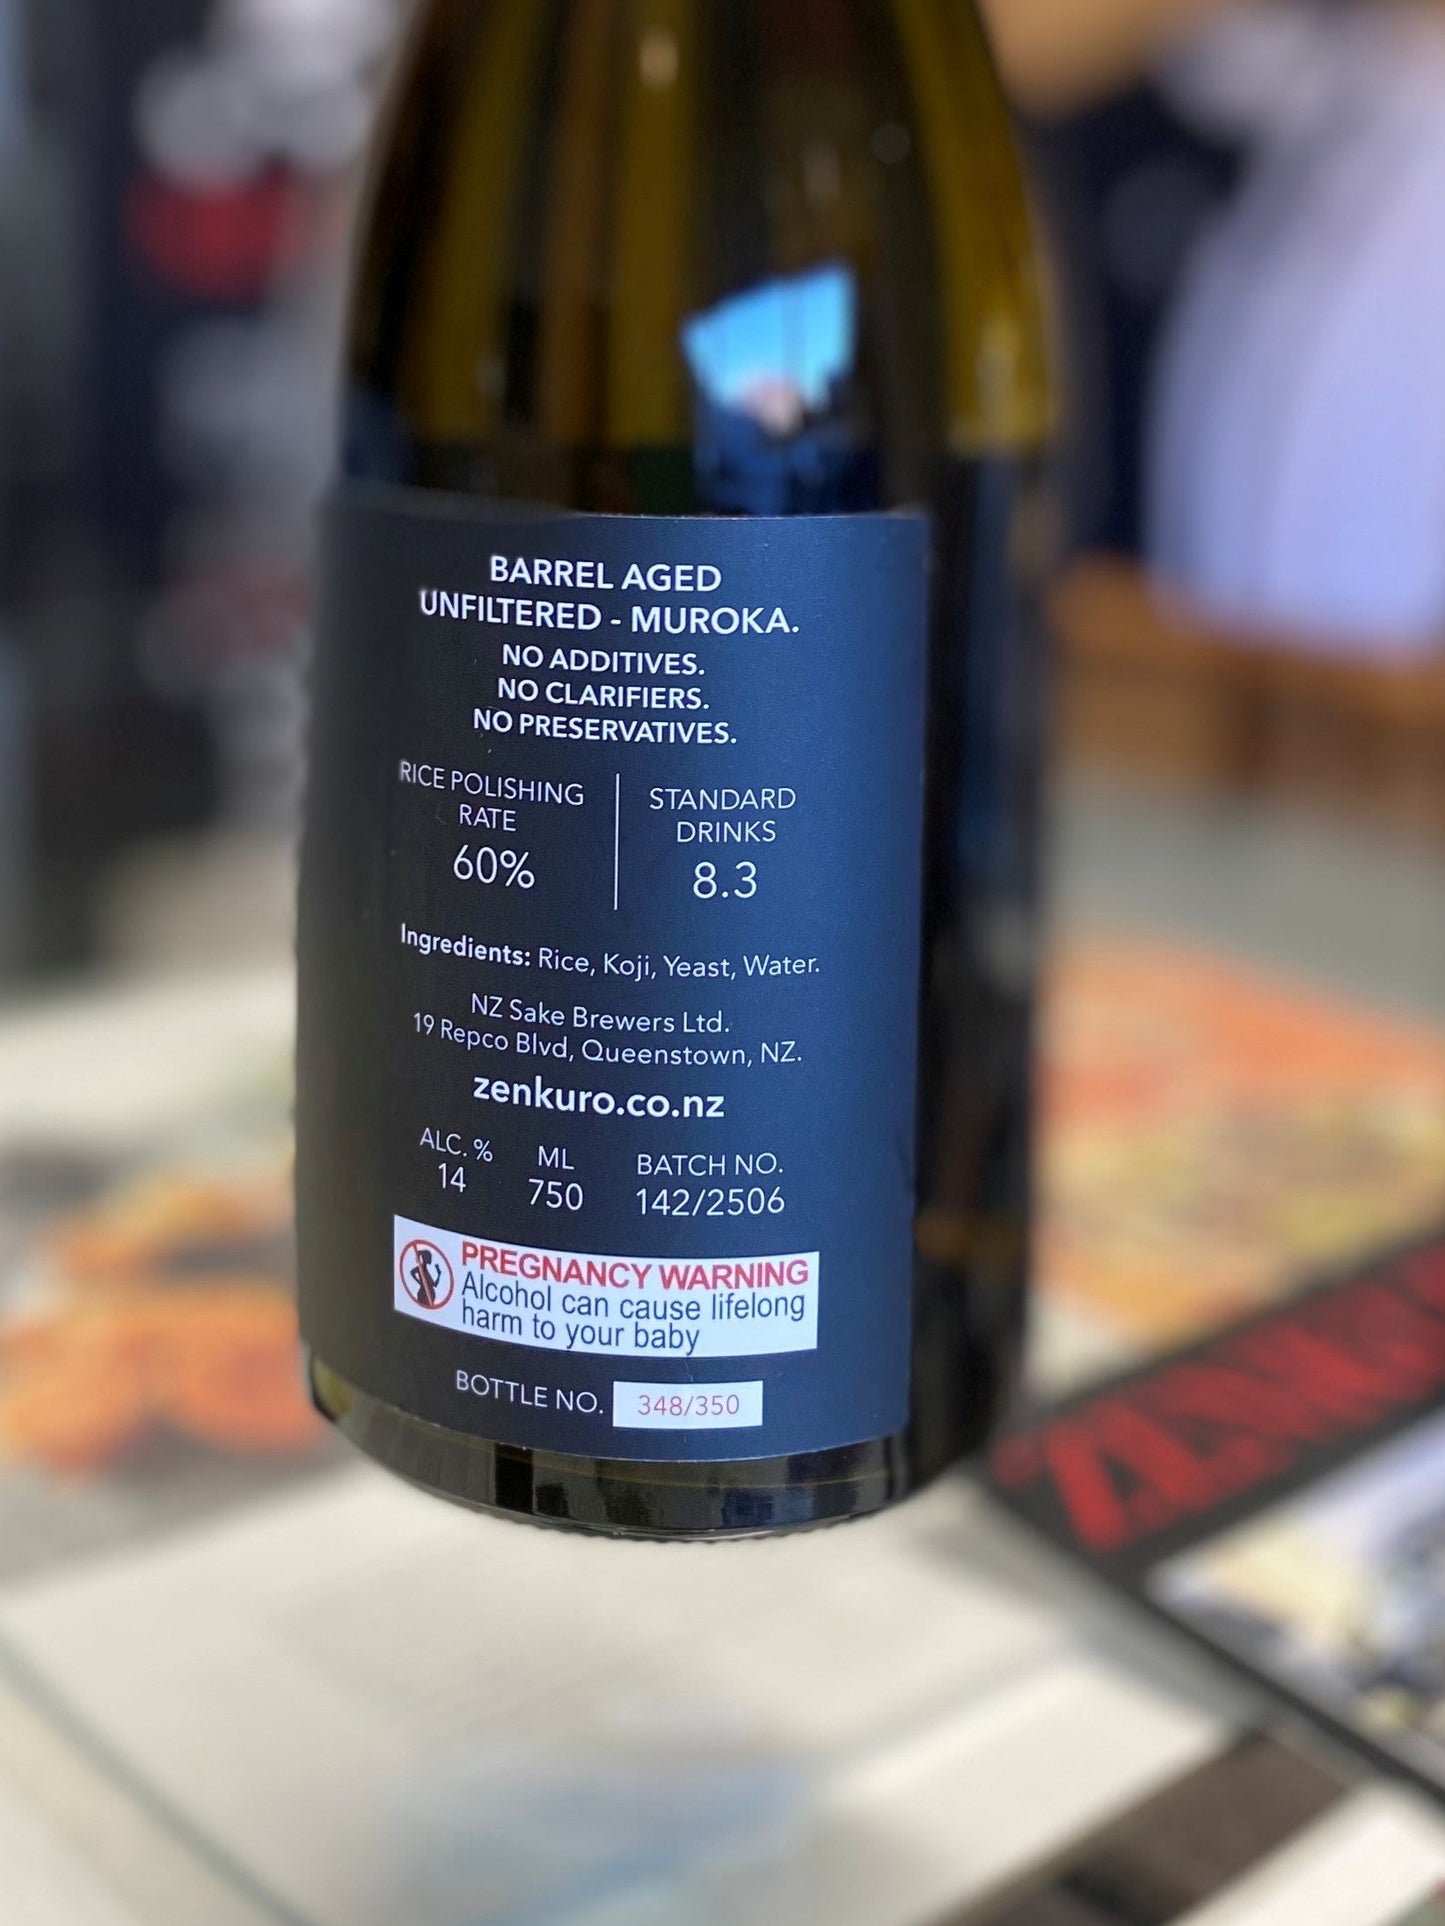 BARREL AGED
UNFILTERED - MUROKA.
NO ADDITIVES.
NO CLARIFIERS.
NO PRESERVATIVES.
RICE POLISHING
RATE
60%
STANDARD
DRINKS
8.3
Ingredients: Rice, Koji, Yeast, Water.
NZ Sake Brewers Ltd.
19 Repco Blvd, Queenstown, NZ.
zenkuro.co.nz
ALC. % ML BATCH NO.
14 750 142/2506
PREGNANCY WARNING
Alcohol can cause lifelong
harm to your baby
BOTTLE NO. 348/350